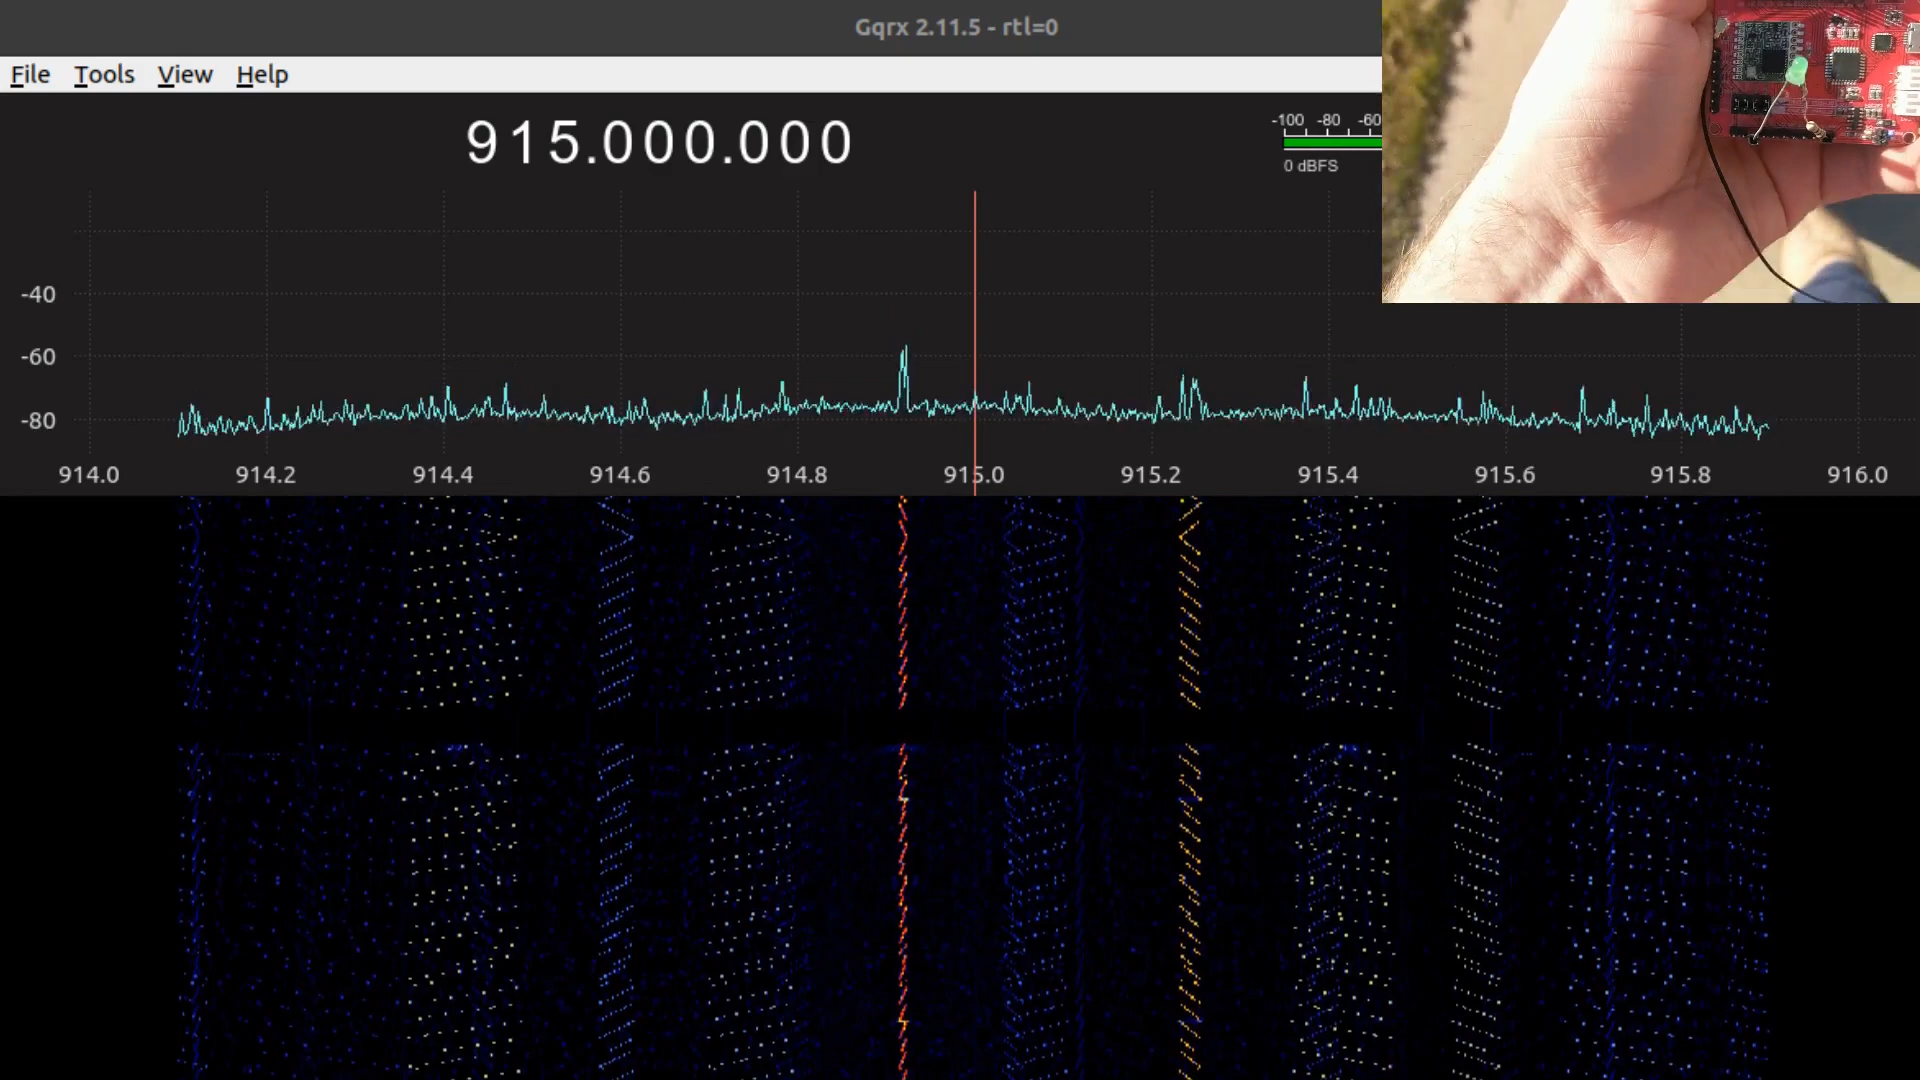 Gqrx 2.11.5 - rtl=0
File Tools View Help
915.000.000
-100 -80 -60
0 dBFS
-40
-60
-80
914.0 914.2 914.4 914.6 914.8 915.0 915.2 915.4 915.6 915.8 916.0